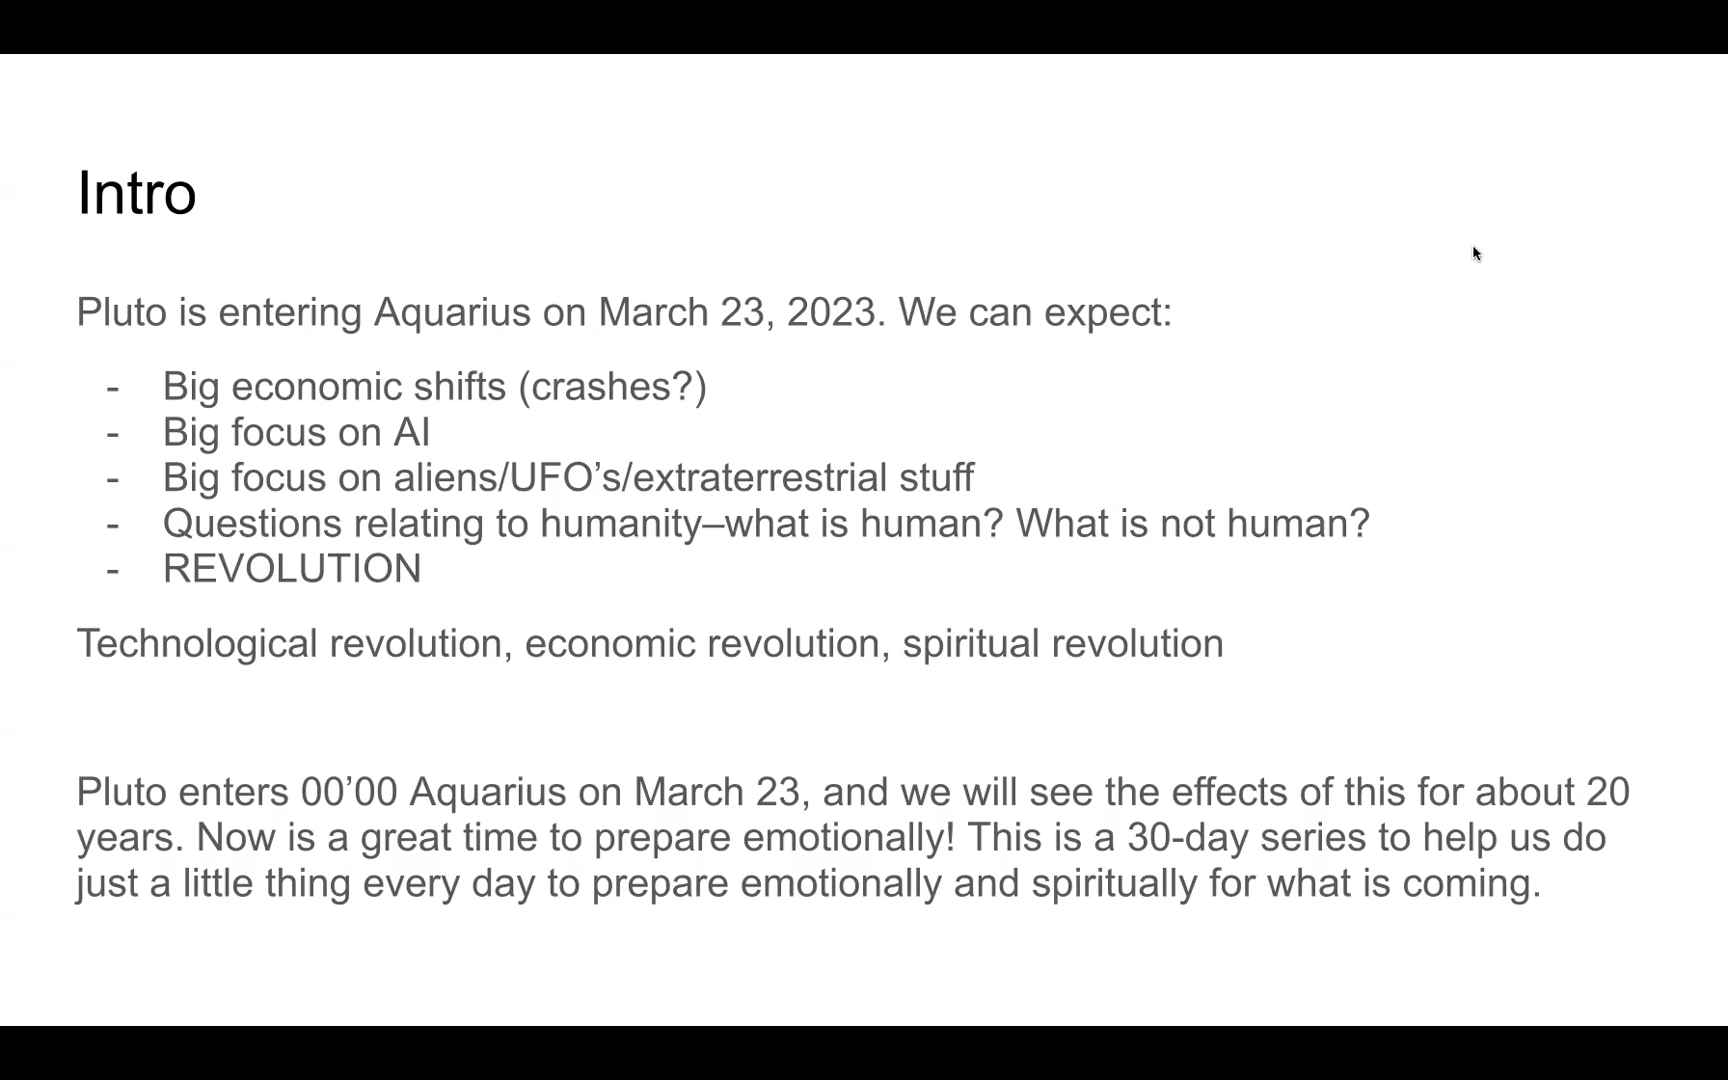 Intro
Pluto is entering Aquarius on March 23, 2023. We can expect:
- Big economic shifts (crashes?)
- Big focus on AI
- Big focus on aliens/UFO’s/extraterrestrial stuff
- Questions relating to humanity–what is human? What is not human?
- REVOLUTION
Technological revolution, economic revolution, spiritual revolution
Pluto enters 00’00 Aquarius on March 23, and we will see the effects of this for about 20
years. Now is a great time to prepare emotionally! This is a 30-day series to help us do
just a little thing every day to prepare emotionally and spiritually for what is coming.